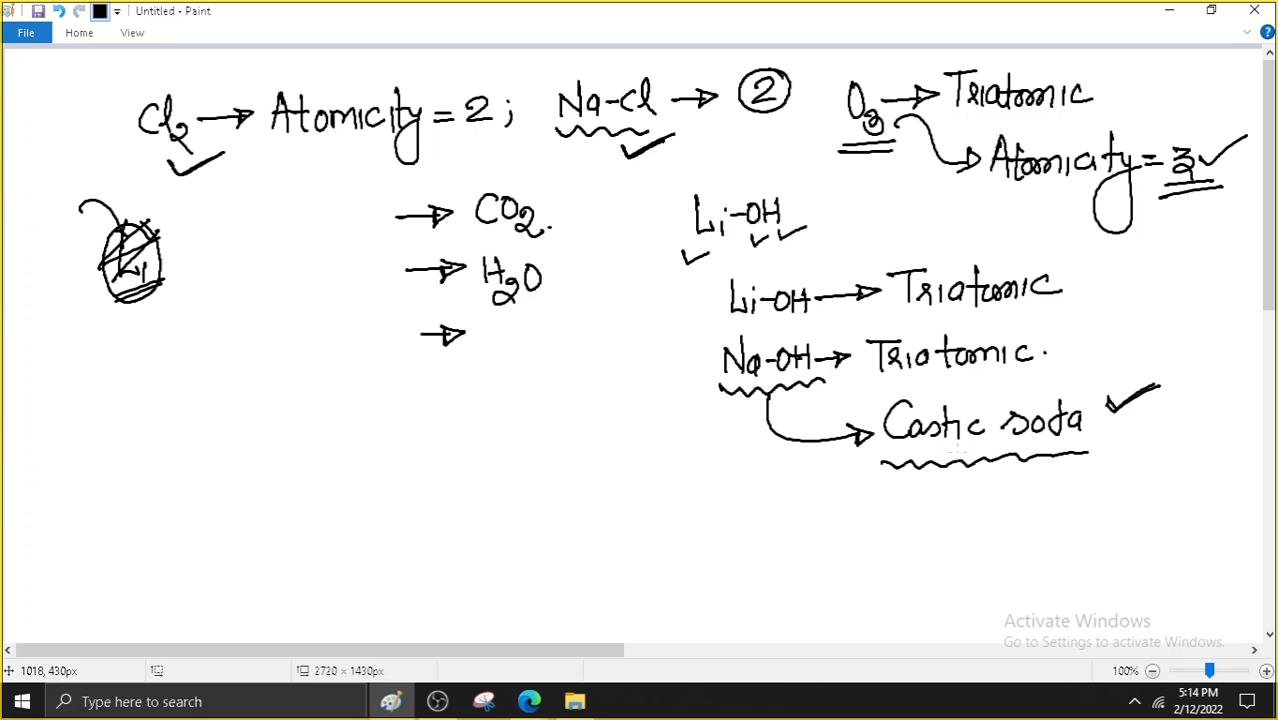 Untitled - Paint
File Home View
Cl2 → Atomicity = 2 ; Na-Cl → 2
O3 → Triatomic
→ Atomicity = 3 ✓
Li
→ CO2.
→ H2O
→
Li-OH
Li-OH → Triatomic
Na-OH → Triatomic.
→ Castic soda ✓
Activate Windows
Go to Settings to activate Windows.
1018, 430px 2720 × 1430px 100%
Type here to search
5:14 PM
2/12/2022